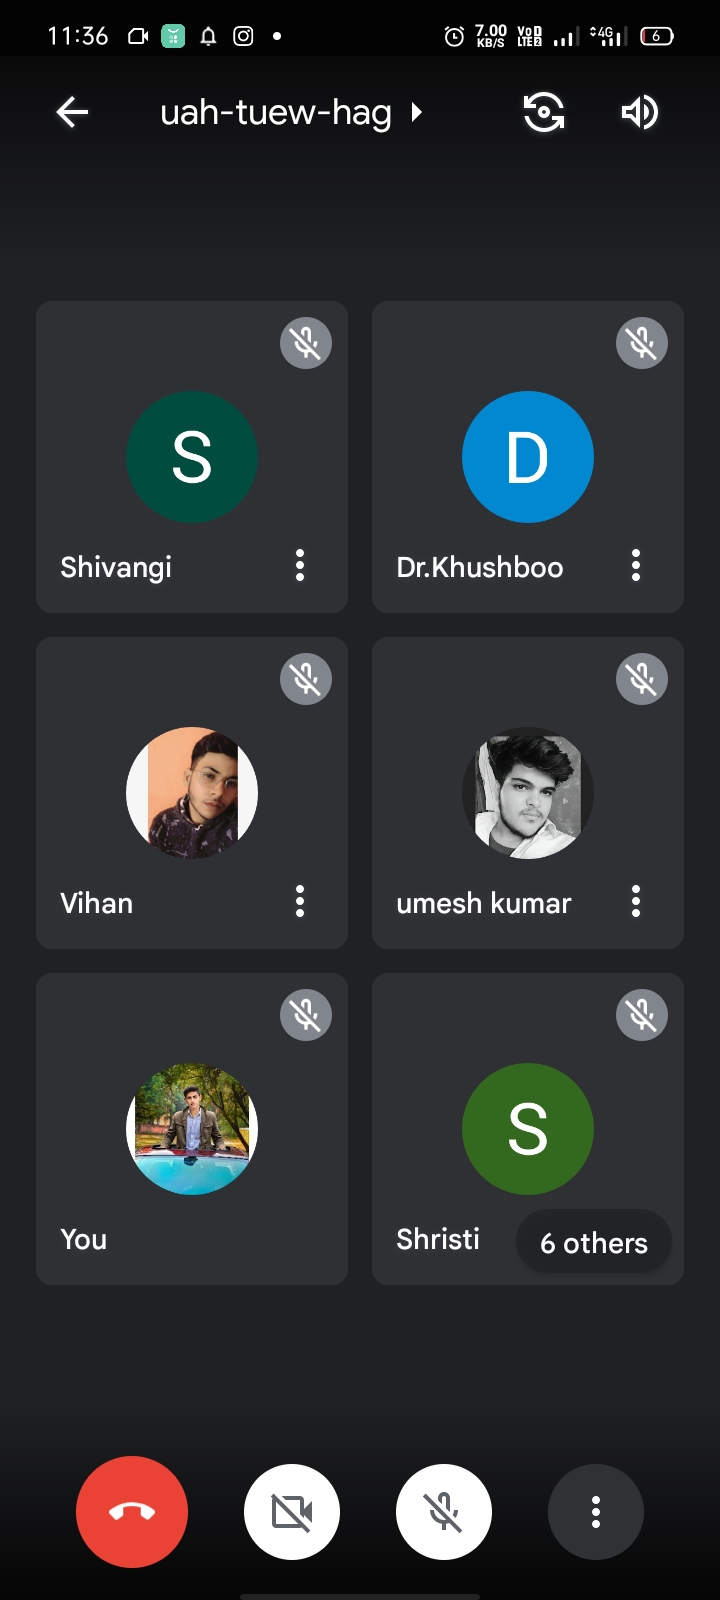 11:36
7.00
KB/S
VoD
LTE2
4G
6
uah-tuew-hag
S
Shivangi
D
Dr.Khushboo
Vihan
umesh kumar
You
S
Shristi
6 others